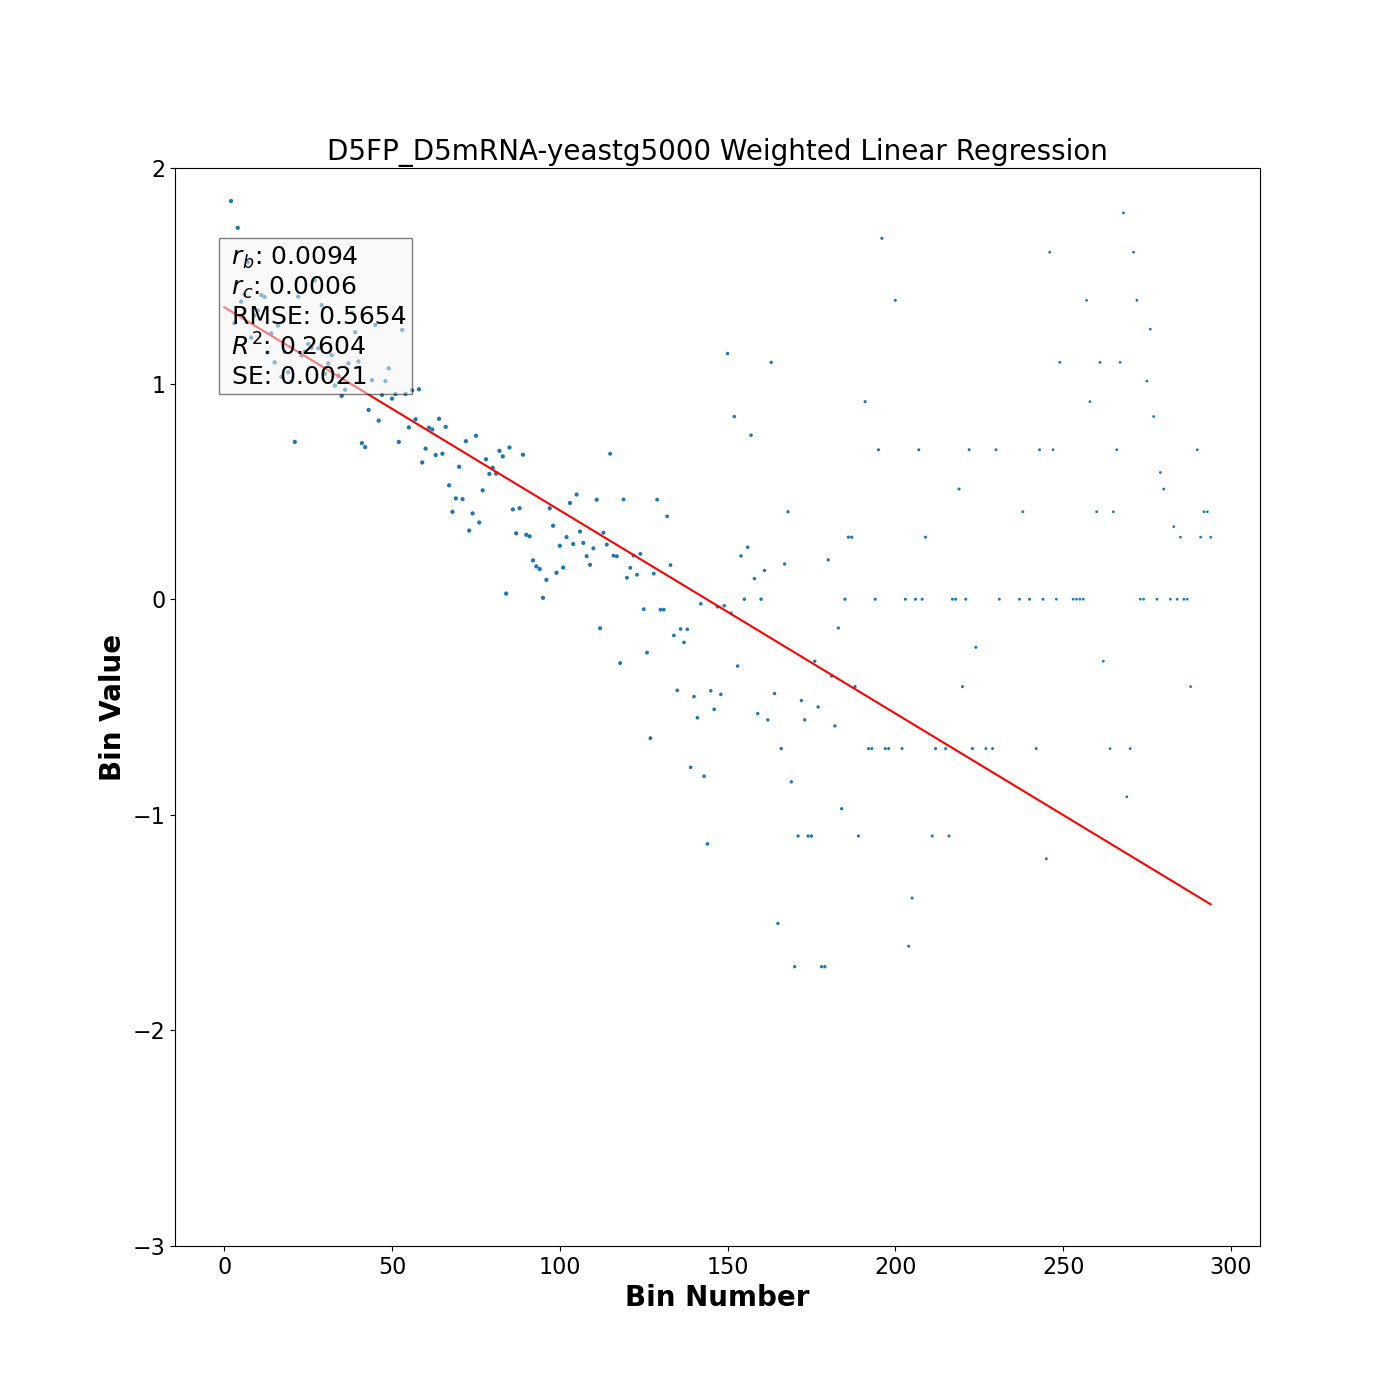 D5FP_D5mRNA-yeastg5000 Weighted Linear Regression
2
1
0
−1
−2
−3
Bin Value
r_b: 0.0094
r_c: 0.0006
RMSE: 0.5654
R²: 0.2604
SE: 0.0021
0 50 100 150 200 250 300
Bin Number